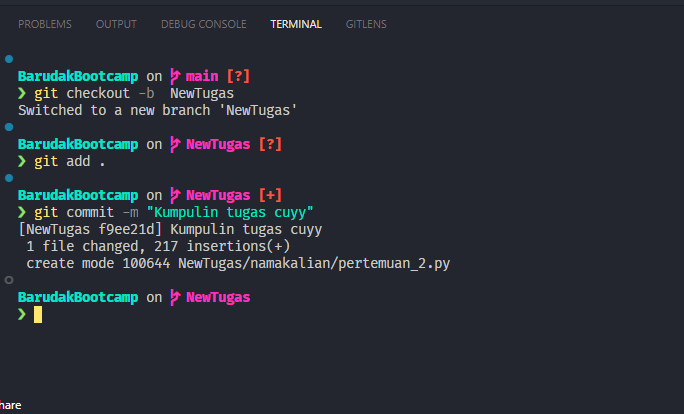 PROBLEMS OUTPUT DEBUG CONSOLE TERMINAL GITLENS
BarudakBootcamp on main [?]
❯ git checkout -b  NewTugas
Switched to a new branch 'NewTugas'
BarudakBootcamp on NewTugas [?]
❯ git add .
BarudakBootcamp on NewTugas [+]
❯ git commit -m "Kumpulin tugas cuyy"
[NewTugas f9ee21d] Kumpulin tugas cuyy
 1 file changed, 217 insertions(+)
 create mode 100644 NewTugas/namakalian/pertemuan_2.py
BarudakBootcamp on NewTugas
❯
hare